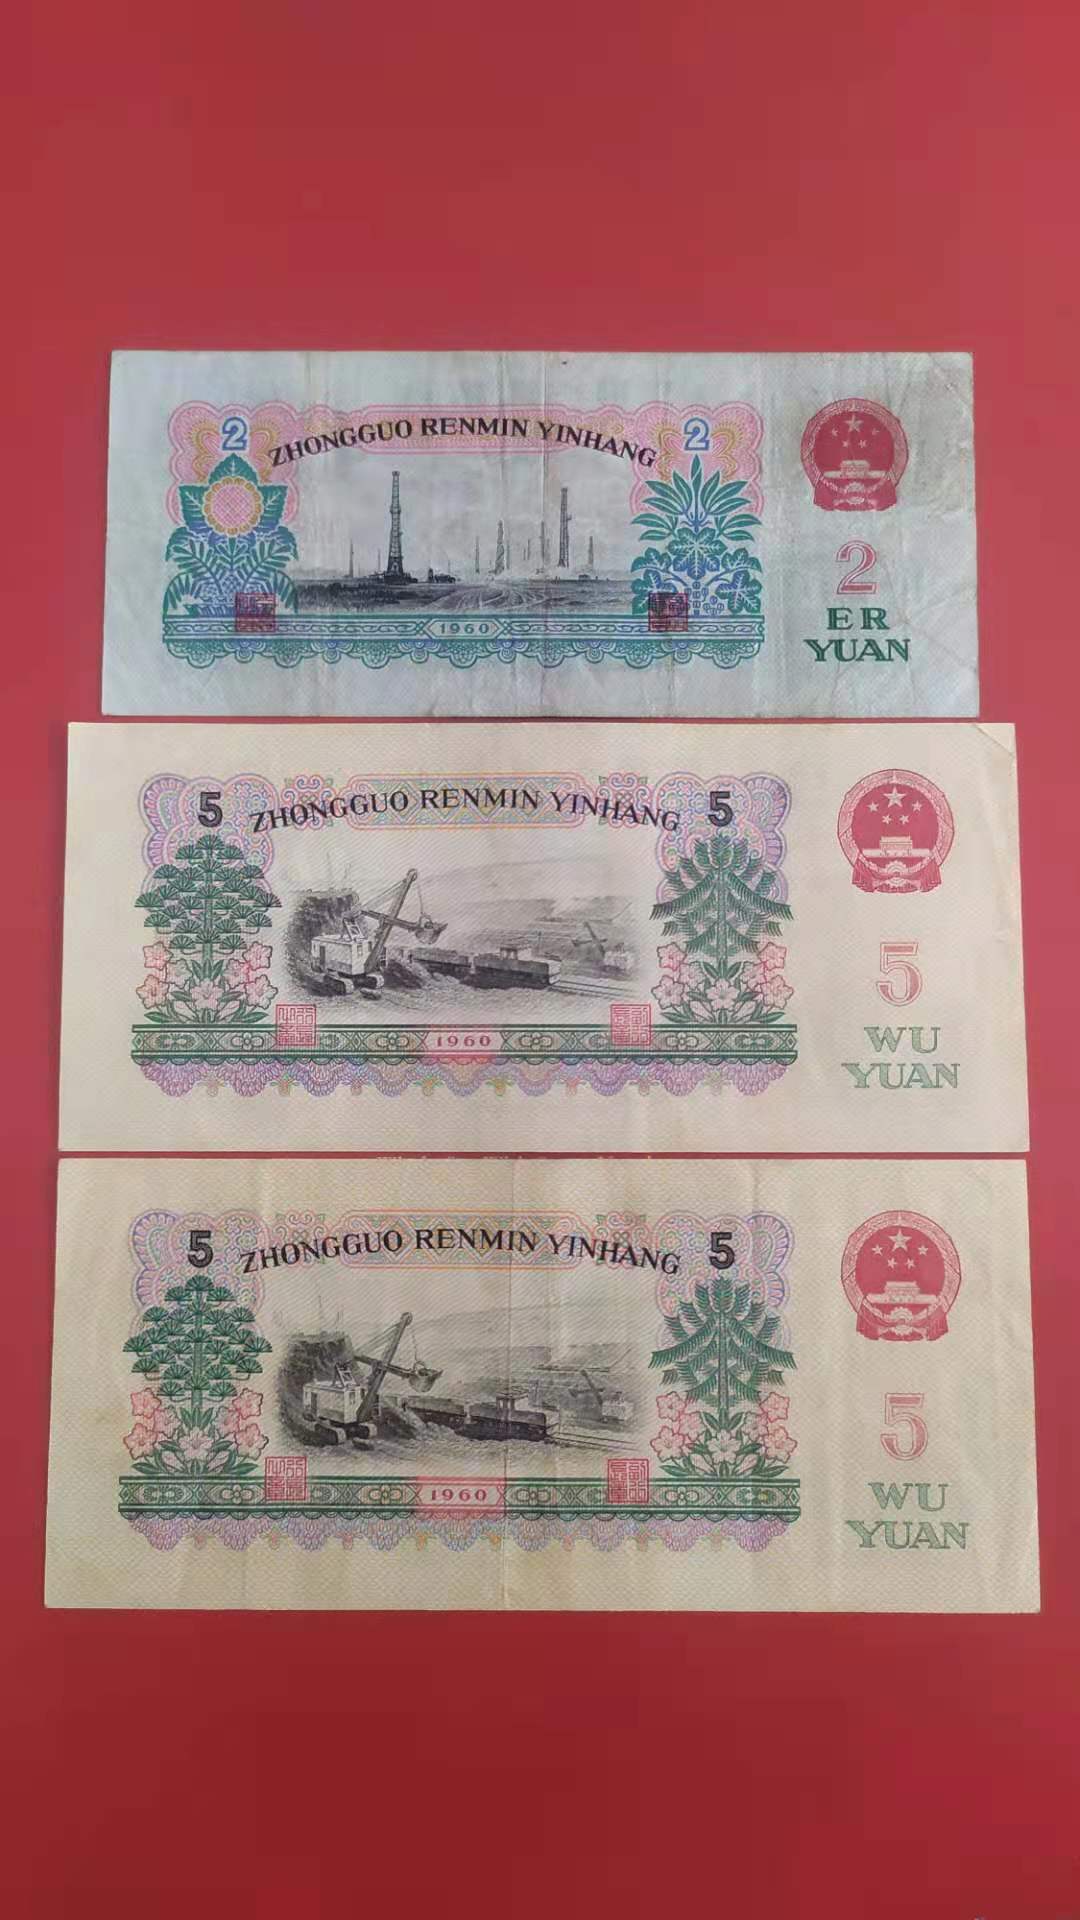 2 ZHONGGUO RENMIN YINHANG 2
2
ER
YUAN
1960
5 ZHONGGUO RENMIN YINHANG 5
5
WU
YUAN
1960
5 ZHONGGUO RENMIN YINHANG 5
5
WU
YUAN
1960